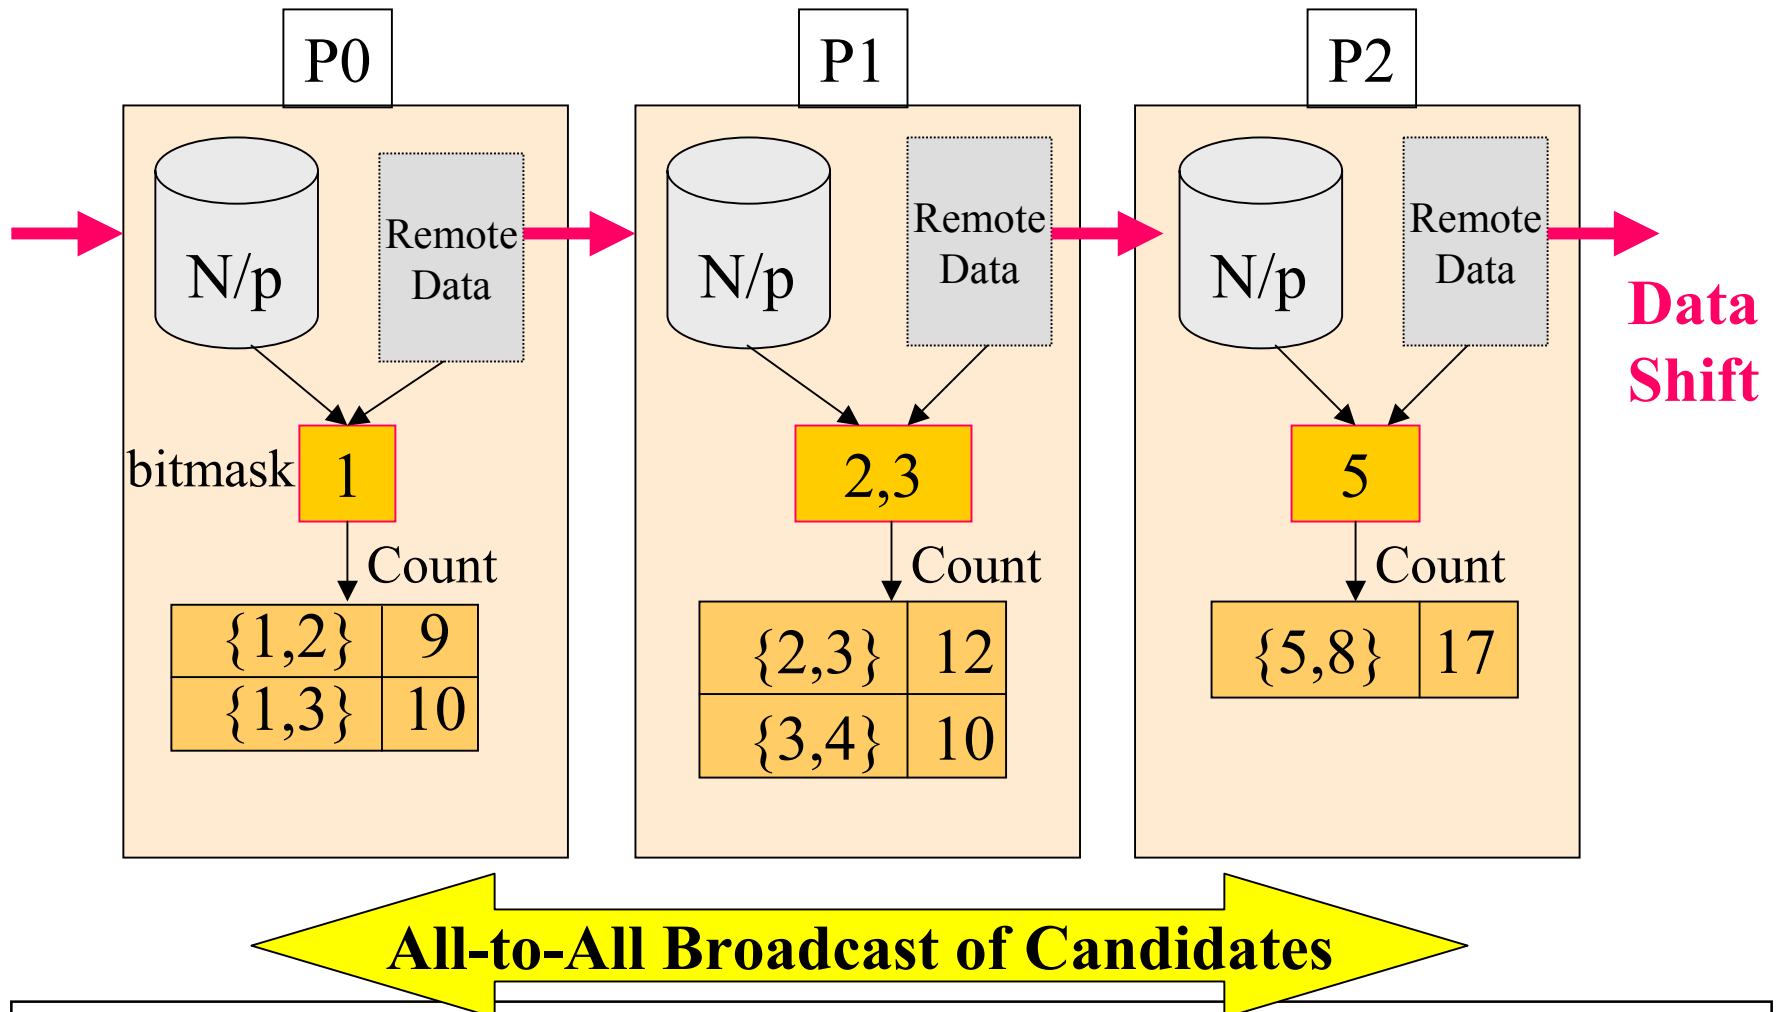 P0
P1
P2
N/p
Remote
Data
N/p
Remote
Data
N/p
Remote
Data
Data
Shift
bitmask
1
2,3
5
Count
Count
Count
{1,2} 9
{1,3} 10
{2,3} 12
{3,4} 10
{5,8} 17
All-to-All Broadcast of Candidates